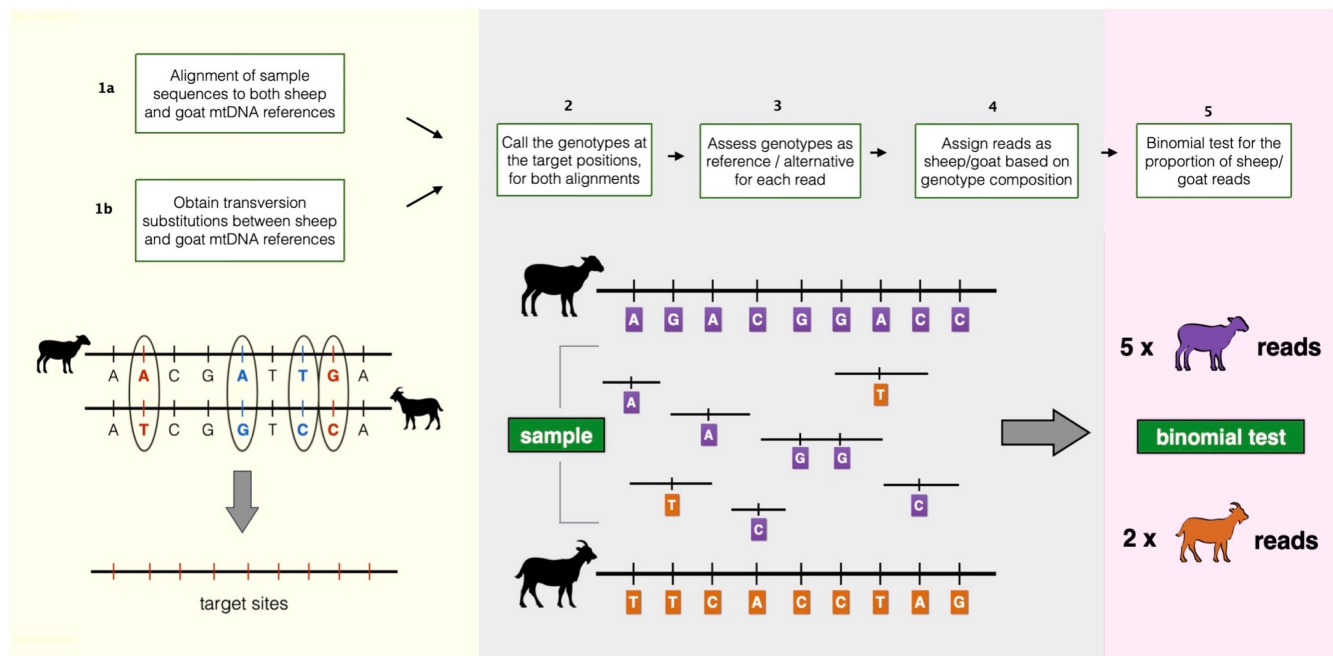 1a
Alignment of sample
sequences to both sheep
and goat mtDNA references
1b
Obtain transversion
substitutions between sheep
and goat mtDNA references
A A C G A T T G A
A T C G G T C C A
target sites
2
Call the genotypes at
the target positions,
for both alignments
3
Assess genotypes as
reference / alternative
for each read
4
Assign reads as
sheep/goat based on
genotype composition
A G A C G G A C C
T
A
A
sample
G G
T
C
C
T T C A C C T A G
5
Binomial test for the
proportion of sheep/
goat reads
5 x reads
binomial test
2 x reads